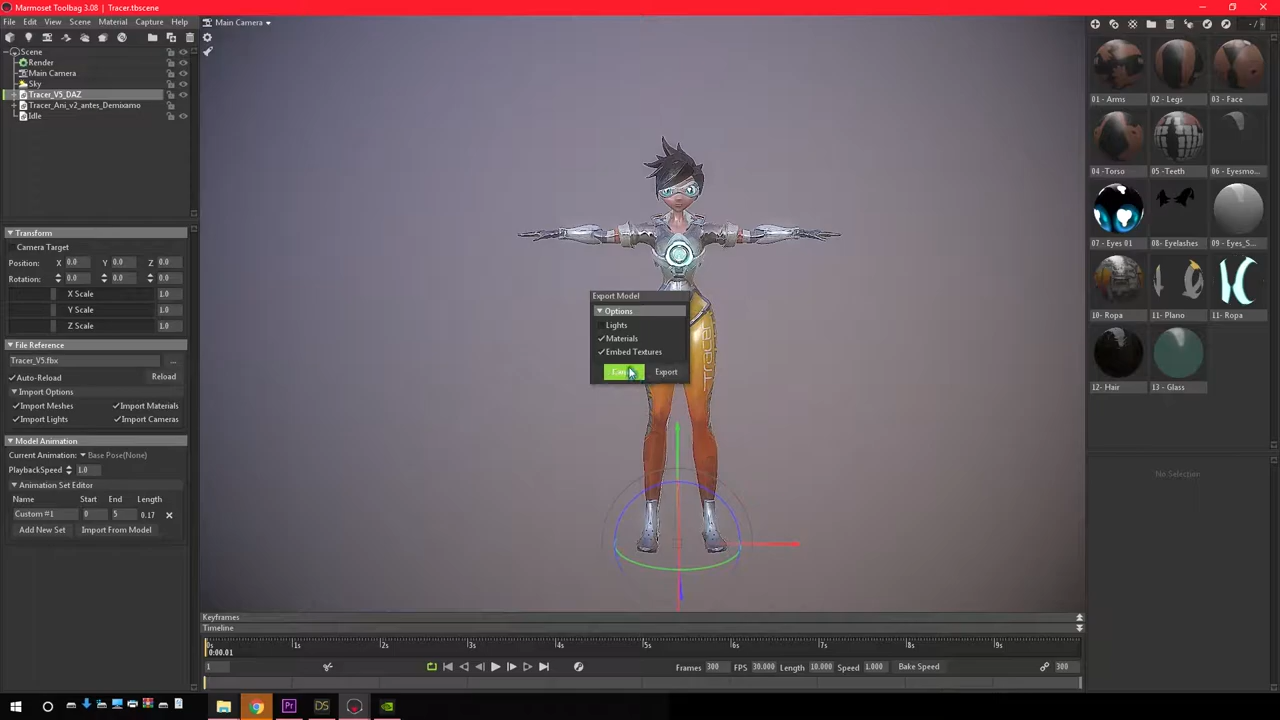 Marmoset Toolbag 3.08 | Tracer.tbscene
File Edit View Scene Material Capture Help
Main Camera
Scene
Render
Main Camera
Sky
Tracer_V5_DAZ
Tracer_Ani_v2_antes_Demixamo
Idle
Transform
Camera Target
Position: X 0.0 Y 0.0 Z 0.0
Rotation: 0.0 0.0 0.0
X Scale 1.0
Y Scale 1.0
Z Scale 1.0
File Reference
Tracer_V5.fbx ...
Auto-Reload Reload
Import Options
Import Meshes Import Materials
Import Lights Import Cameras
Model Animation
Current Animation: Base Pose(None)
PlaybackSpeed 1.0
Animation Set Editor
Name Start End Length
Custom #1 0 5 0.17
Add New Set Import From Model
Export Model
Options
Lights
Materials
Embed Textures
Export
Tracer
Keyframes
Timeline
0s 1s 2s 3s 4s 5s 6s 7s 8s 9s
0:00.01
1
Frames 300 FPS 30.000 Length 10.000 Speed 1.000 Bake Speed 300
01 - Arms 02 - Legs 03 - Face
04 -Torso 05 -Teeth 06 - Eyesmo...
07 - Eyes 01 08- Eyelashes 09 - Eyes_S...
10- Ropa 11- Plano 11- Ropa
12- Hair 13 - Glass
No Selection
Pr DS